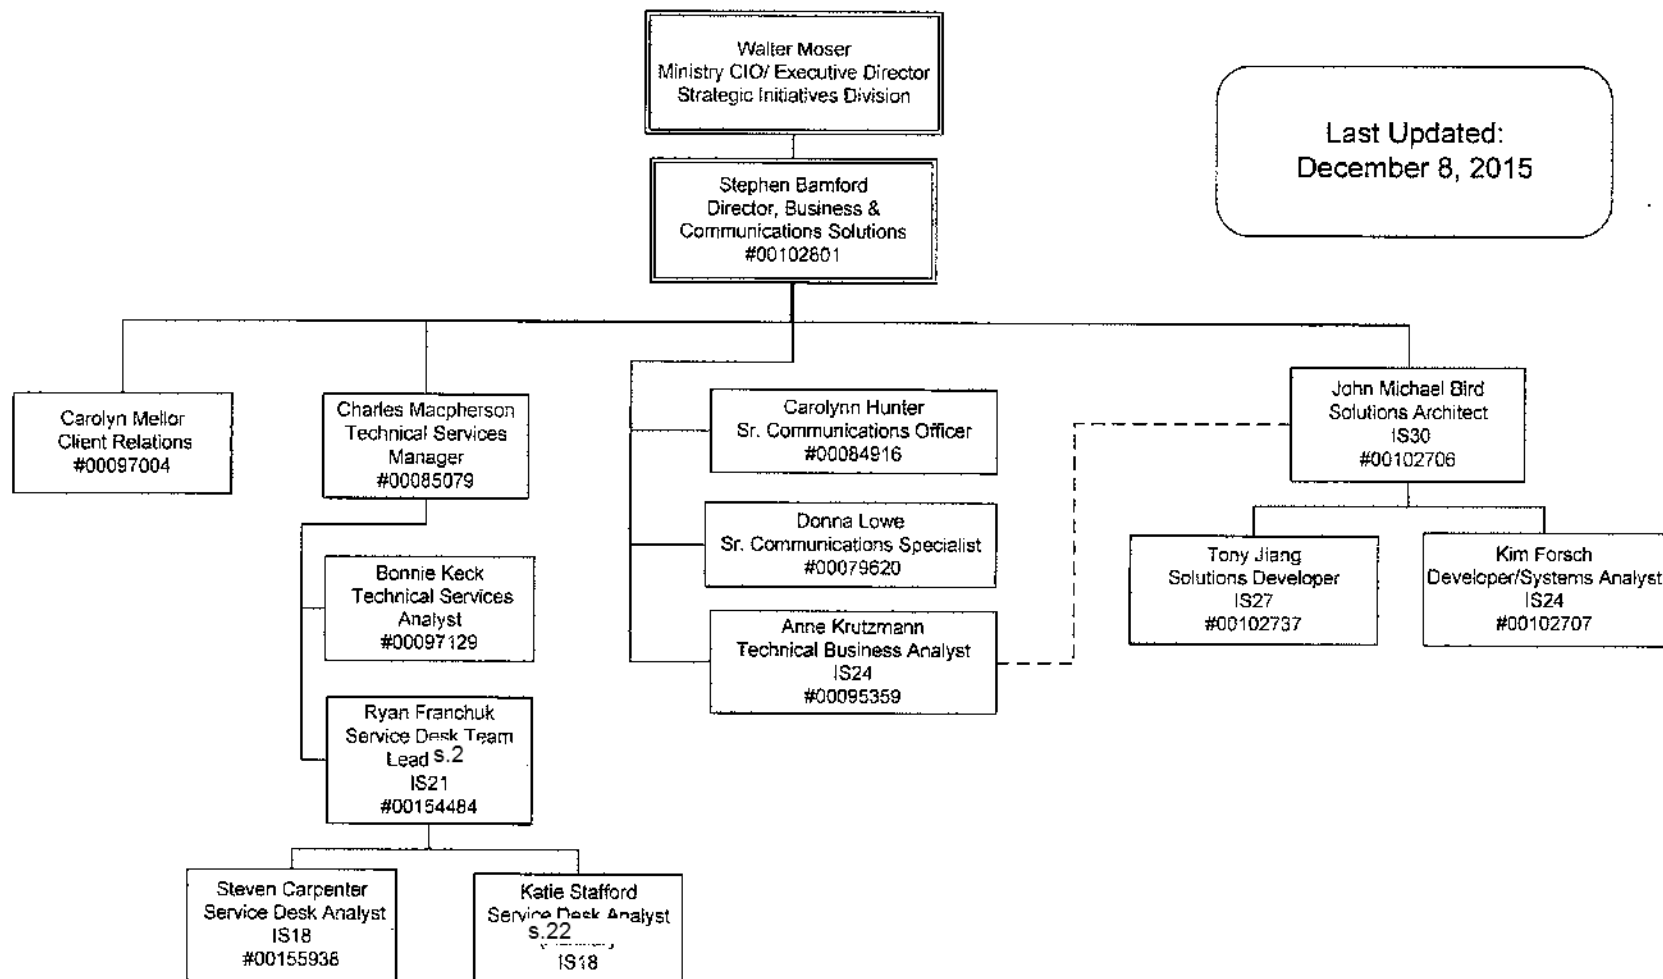 Walter Moser
Ministry CIO/ Executive Director
Strategic Initiatives Division
Last Updated:
December 8, 2015
Stephen Bamford
Director, Business &
Communications Solutions
#00102801
Carolyn Mellor
Client Relations
#00097004
Charles Macpherson
Technical Services
Manager
#00085079
Carolynn Hunter
Sr. Communications Officer
#00084916
John Michael Bird
Solutions Architect
IS30
#00102706
Donna Lowe
Sr. Communications Specialist
#00079620
Tony Jiang
Solutions Developer
IS27
#00102737
Kim Forsch
Developer/Systems Analyst
IS24
#00102707
Bonnie Keck
Technical Services
Analyst
#00097129
Anne Krutzmann
Technical Business Analyst
IS24
#00095359
Ryan Franchuk
Service Desk Team
Lead s.2
IS21
#00154484
Steven Carpenter
Service Desk Analyst
IS18
#00155938
Katie Stafford
Service Desk Analyst
s.22
IS18